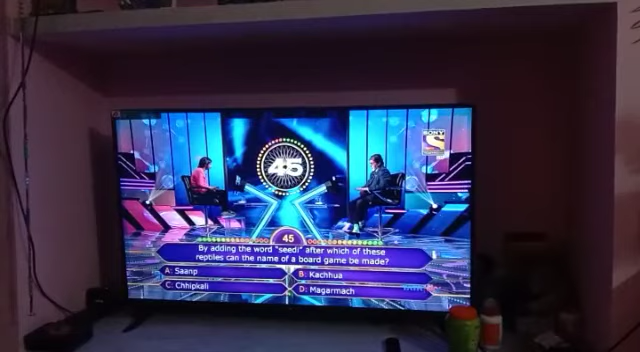 SONY
45
45
By adding the word "seedi" after which of these
reptiles can the name of a board game be made?
A: Saanp
B: Kachhua
C: Chhipkali
D: Magarmach